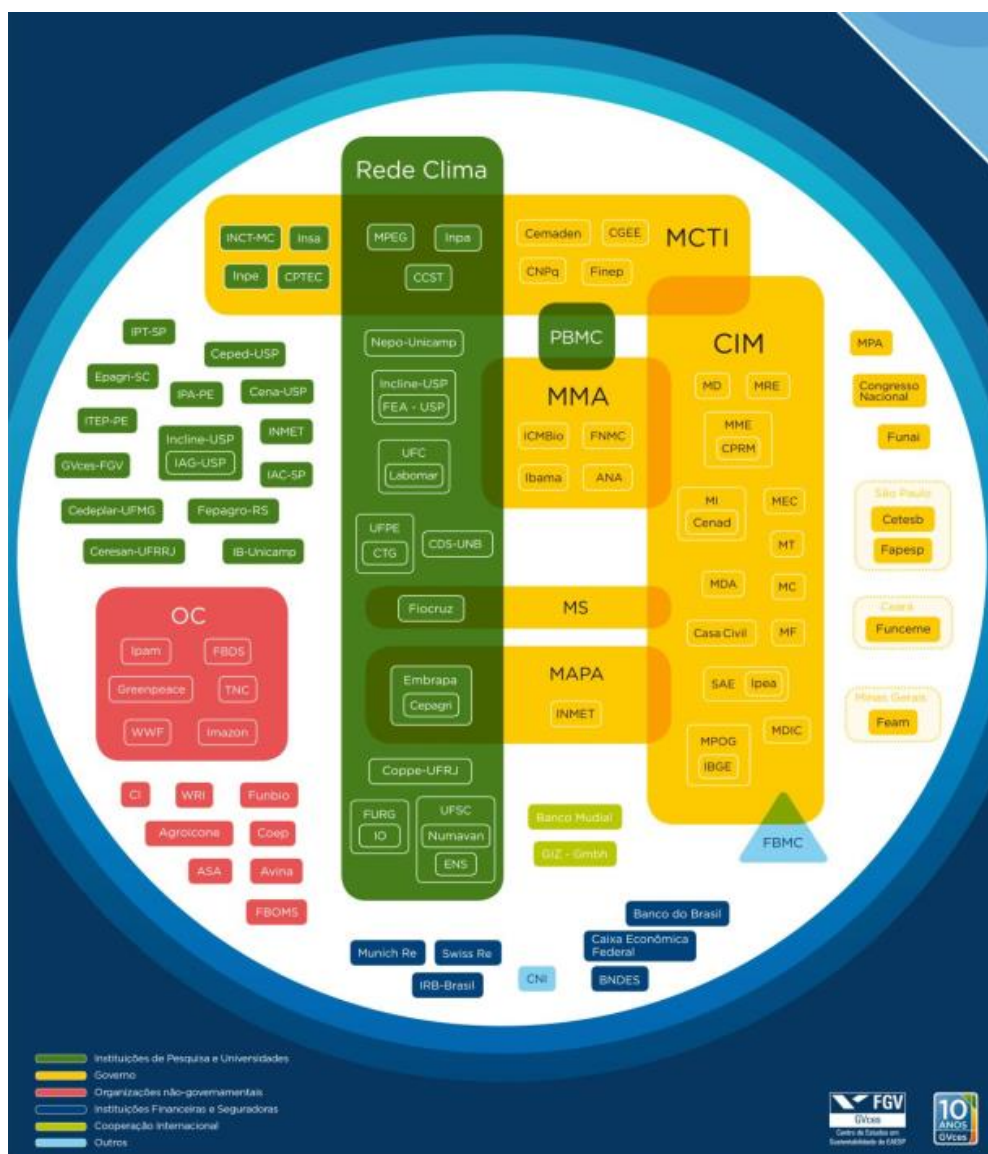 Rede Clima
INCT-MC
Insa
MPEG
Inpa
Cemaden
CGEE
MCTI
Inpe
CPTEC
CCST
CNPq
Finep
IPT-SP
Ceped-USP
Epagri-SC
IPA-PE
Cena-USP
ITEP-PE
Incline-USP
IAG-USP
INMET
GVces-FGV
IAC-SP
Cedeplar-UFMG
Fepagro-RS
Ceresan-UFRRJ
IB-Unicamp
Nepo-Unicamp
Incline-USP
FEA - USP
UFC
Labomar
UFPE
CTG
CDS-UNB
Fiocruz
MS
Embrapa
Cepagri
MAPA
INMET
Coppe-UFRJ
FURG
IO
UFSC
Numavan
ENS
PBMC
MMA
ICMBio
FNMC
Ibama
ANA
CIM
MD
MRE
MME
CPRM
MI
Cenad
MEC
MT
MDA
MC
Casa Civil
MF
SAE
Ipea
MPOG
IBGE
MDIC
FBMC
MPA
Congresso
Nacional
Funai
São Paulo
Cetesb
Fapesp
Ceará
Funceme
Minas Gerais
Feam
OC
Ipam
FBDS
Greenpeace
TNC
WWF
Imazon
CI
WRI
Funbio
Agroicone
Coep
ASA
Avina
FBOMS
Banco Mudial
GIZ - Gmbh
Munich Re
Swiss Re
IRB-Brasil
CNI
Banco do Brasil
Caixa Econômica
Federal
BNDES
Instituições de Pesquisa e Universidades
Governo
Organizações não-governamentais
Instituições Financeiras e Seguradoras
Cooperação Internacional
Outros
FGV
GVces
Centro de Estudos em
Sustentabilidade da EAESP
10
ANOS
GVces